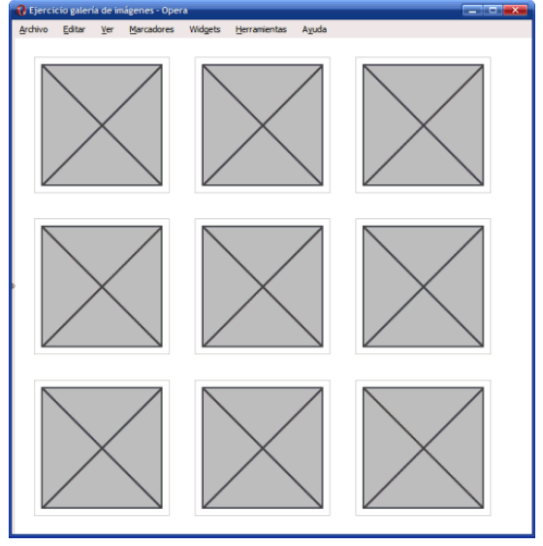 Ejercicio galería de imágenes - Opera
Archivo Editar Ver Marcadores Widgets Herramientas Ayuda